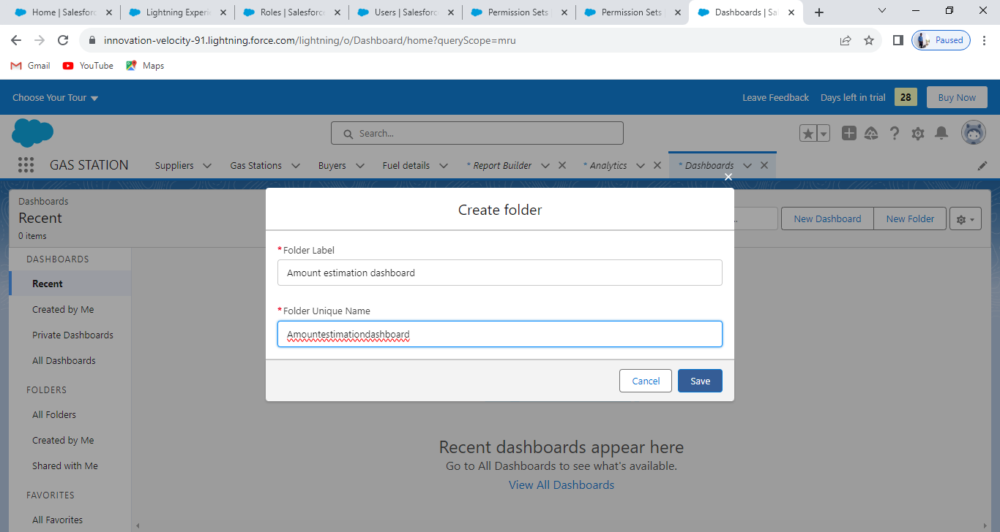 Home | Salesforc
Lightning Experi
Roles | Salesforc
Users | Salesforc
Permission Sets
Permission Sets |
Dashboards | Sa
innovation-velocity-91.lightning.force.com/lightning/o/Dashboard/home?queryScope=mru
Paused
Gmail
YouTube
Maps
Choose Your Tour
Leave Feedback
Days left in trial
28
Buy Now
Search...
GAS STATION
Suppliers
Gas Stations
Buyers
Fuel details
* Report Builder
* Analytics
* Dashboards
Dashboards
Recent
0 items
New Dashboard
New Folder
DASHBOARDS
Recent
Created by Me
Private Dashboards
All Dashboards
FOLDERS
All Folders
Created by Me
Shared with Me
FAVORITES
All Favorites
Create folder
* Folder Label
Amount estimation dashboard
* Folder Unique Name
Amountestimationdashboard
Cancel
Save
Recent dashboards appear here
Go to All Dashboards to see what's available.
View All Dashboards